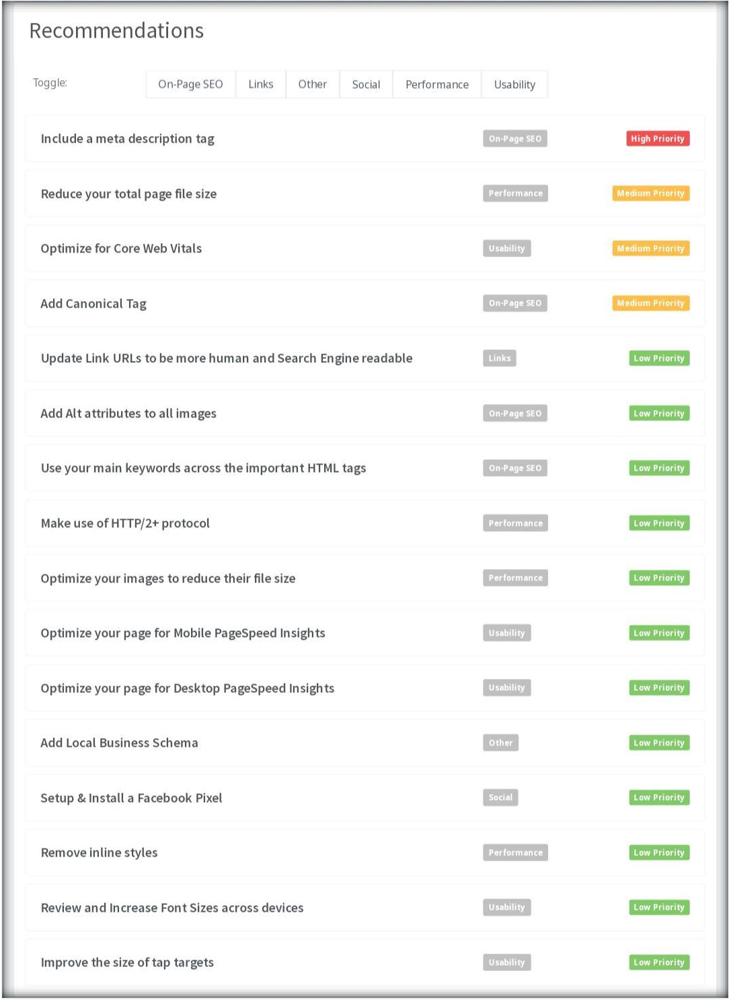 Recommendations
Toggle: On-Page SEO Links Other Social Performance Usability
Include a meta description tag On-Page SEO High Priority
Reduce your total page file size Performance Medium Priority
Optimize for Core Web Vitals Usability Medium Priority
Add Canonical Tag On-Page SEO Medium Priority
Update Link URLs to be more human and Search Engine readable Links Low Priority
Add Alt attributes to all images On-Page SEO Low Priority
Use your main keywords across the important HTML tags On-Page SEO Low Priority
Make use of HTTP/2+ protocol Performance Low Priority
Optimize your images to reduce their file size Performance Low Priority
Optimize your page for Mobile PageSpeed Insights Usability Low Priority
Optimize your page for Desktop PageSpeed Insights Usability Low Priority
Add Local Business Schema Other Low Priority
Setup & Install a Facebook Pixel Social Low Priority
Remove inline styles Performance Low Priority
Review and Increase Font Sizes across devices Usability Low Priority
Improve the size of tap targets Usability Low Priority